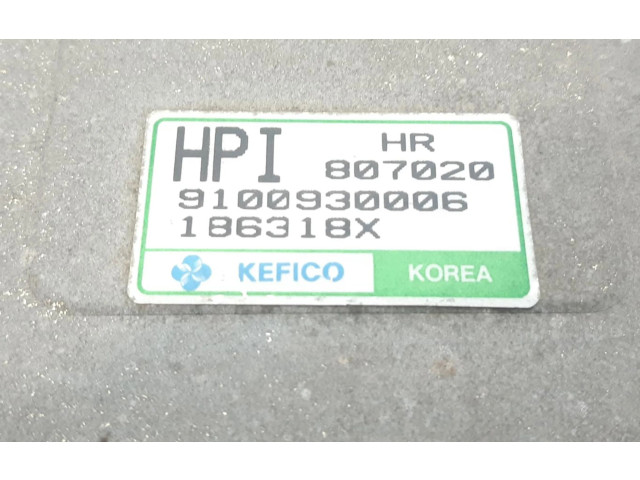 HPI HR
807020
9100930006
186318X
KEFICO KOREA